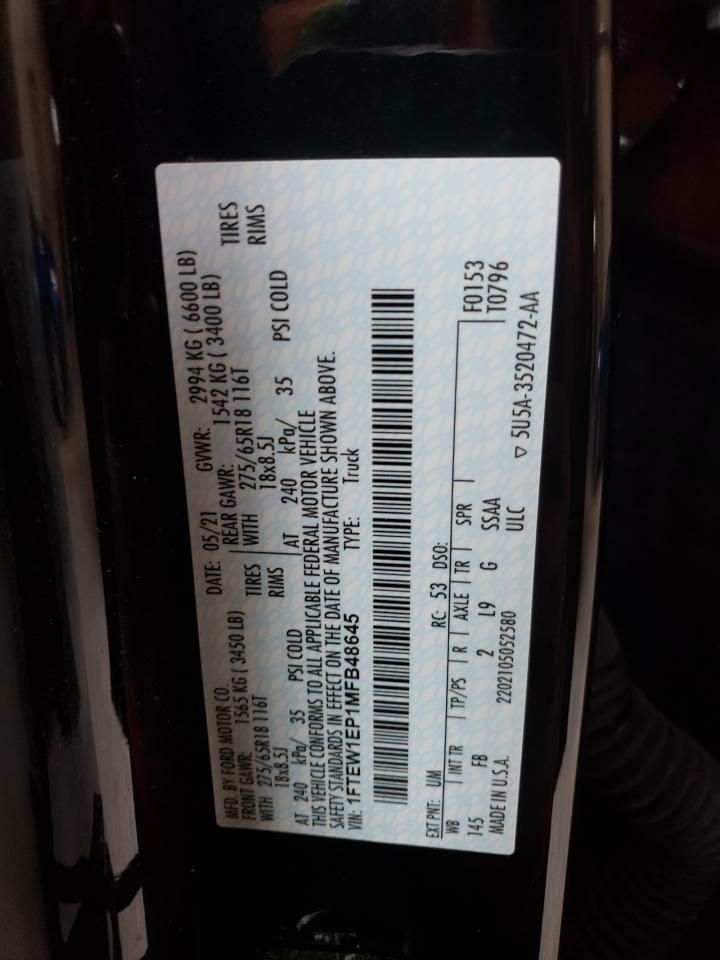 MFD. BY FORD MOTOR CO.
DATE: 05/21 GVWR: 2994 KG ( 6600 LB)
FRONT GAWR: 1565 KG ( 3450 LB) REAR GAWR: 1542 KG ( 3400 LB)
WITH 275/65R18 116T TIRES WITH 275/65R18 116T TIRES
18x8.5J RIMS 18x8.5J RIMS
AT 240 kPa/ 35 PSI COLD AT 240 kPa/ 35 PSI COLD
THIS VEHICLE CONFORMS TO ALL APPLICABLE FEDERAL MOTOR VEHICLE
SAFETY STANDARDS IN EFFECT ON THE DATE OF MANUFACTURE SHOWN ABOVE.
VIN: 1FTEW1EP1MFB48645 TYPE: Truck
EXT PNT: UM RC: 53 DSO:
WB INT TR TP/PS R AXLE TR SPR F0153
145 FB 2 L9 G SSAA T0796
MADE IN U.S.A. 2202105052580 ULC ▽ 5U5A-3520472-AA